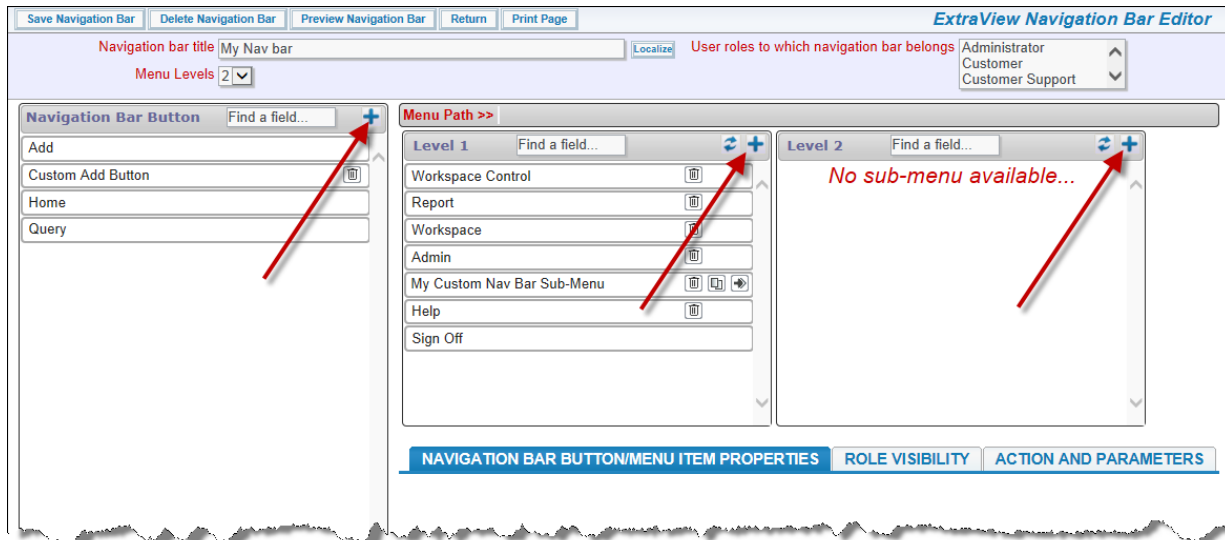 Save Navigation Bar Delete Navigation Bar Preview Navigation Bar Return Print Page ExtraView Navigation Bar Editor
Navigation bar title My Nav bar Localize User roles to which navigation bar belongs Administrator
Customer
Customer Support
Menu Levels 2
Navigation Bar Button Find a field...
Add
Custom Add Button
Home
Query
Menu Path >>
Level 1 Find a field...
Workspace Control
Report
Workspace
Admin
My Custom Nav Bar Sub-Menu
Help
Sign Off
Level 2 Find a field...
No sub-menu available...
NAVIGATION BAR BUTTON/MENU ITEM PROPERTIES ROLE VISIBILITY ACTION AND PARAMETERS